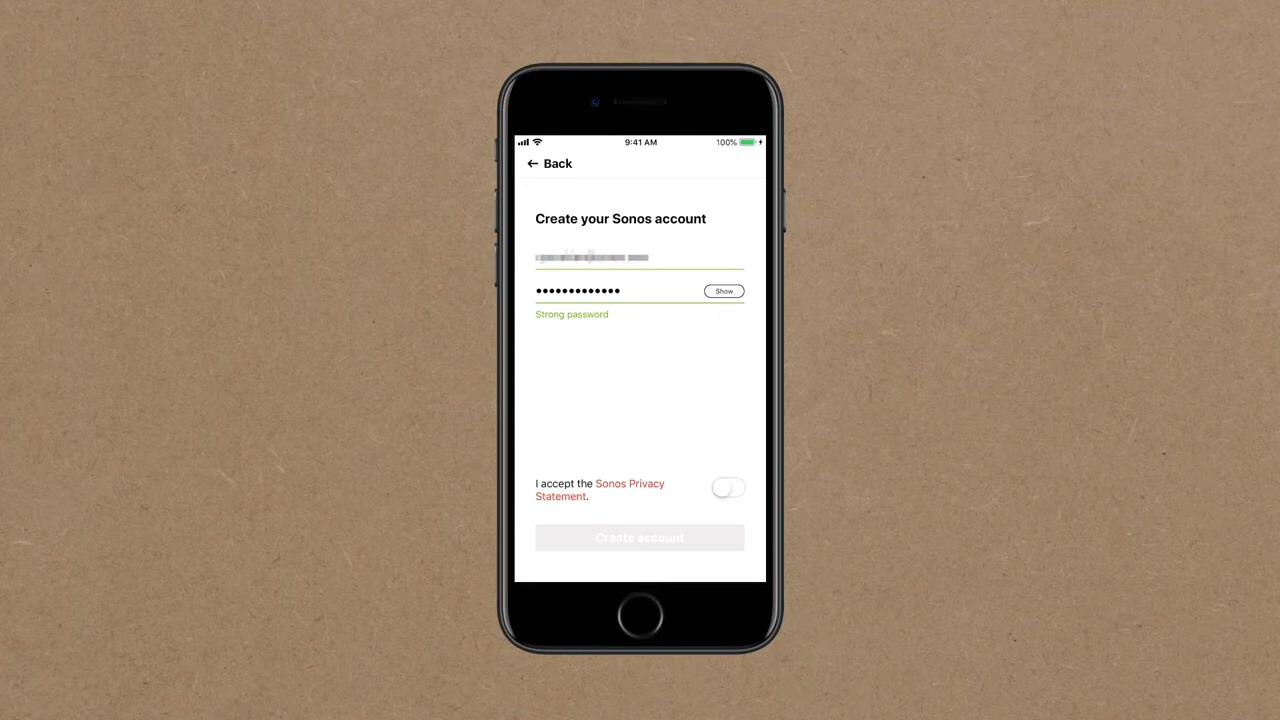 9:41 AM
100%
Back
Create your Sonos account
Show
Strong password
I accept the Sonos Privacy
Statement.
Create account